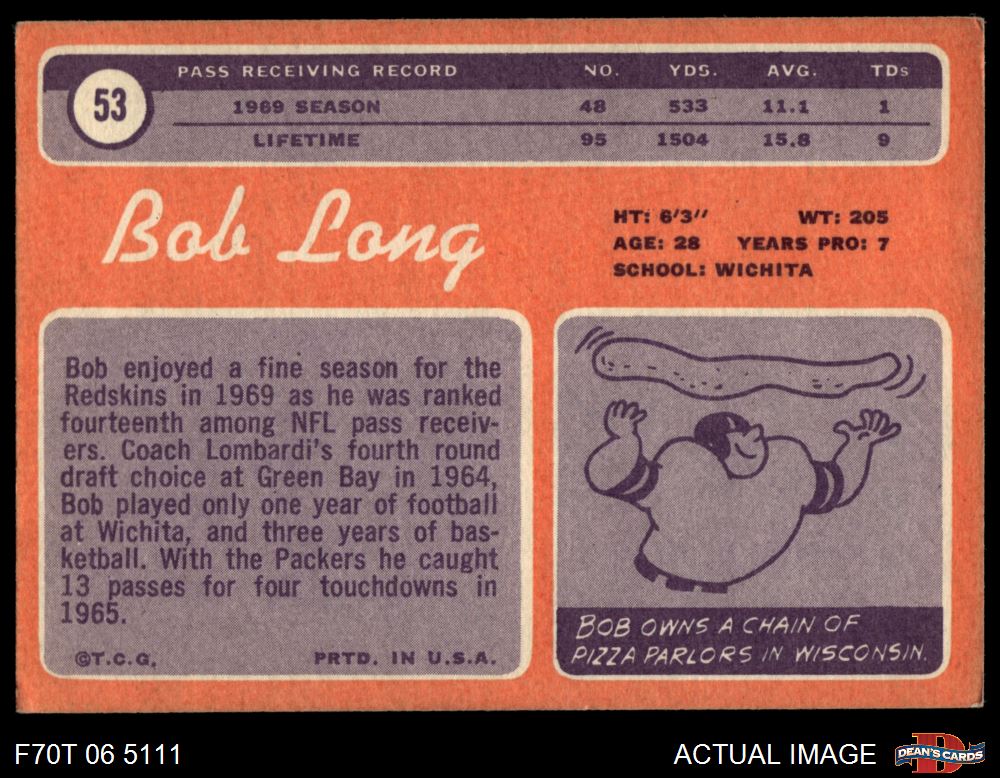 53
PASS RECEIVING RECORD NO. YDS. AVG. TDs
1969 SEASON 48 533 11.1 1
LIFETIME 95 1504 15.8 9
Bob Long
HT: 6'3" WT: 205
AGE: 28 YEARS PRO: 7
SCHOOL: WICHITA
Bob enjoyed a fine season for the
Redskins in 1969 as he was ranked
fourteenth among NFL pass receiv-
ers. Coach Lombardi's fourth round
draft choice at Green Bay in 1964,
Bob played only one year of football
at Wichita, and three years of bas-
ketball. With the Packers he caught
13 passes for four touchdowns in
1965.
©T.C.G. PRTD. IN U.S.A.
BOB OWNS A CHAIN OF
PIZZA PARLORS IN WISCONSIN.
F70T 06 5111
ACTUAL IMAGE
D
DEAN'S CARDS